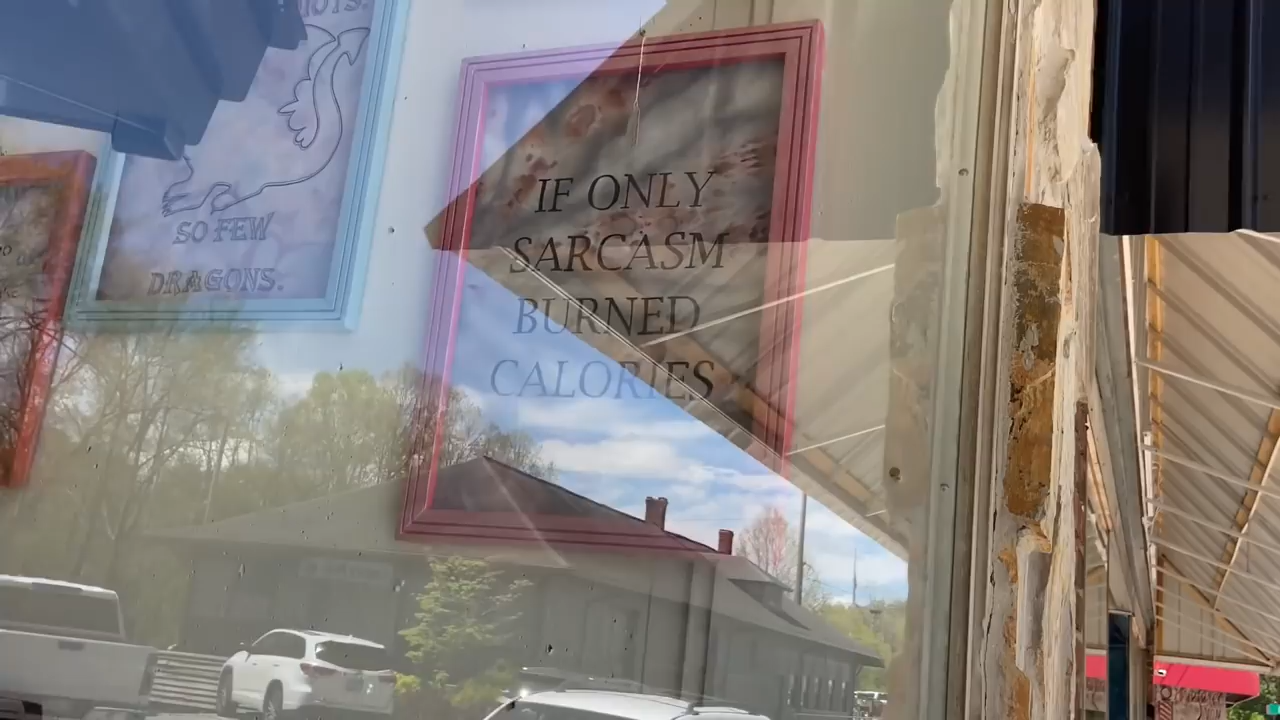 SO FEW
DRAGONS.
IF ONLY
SARCASM
BURNED
CALORIES